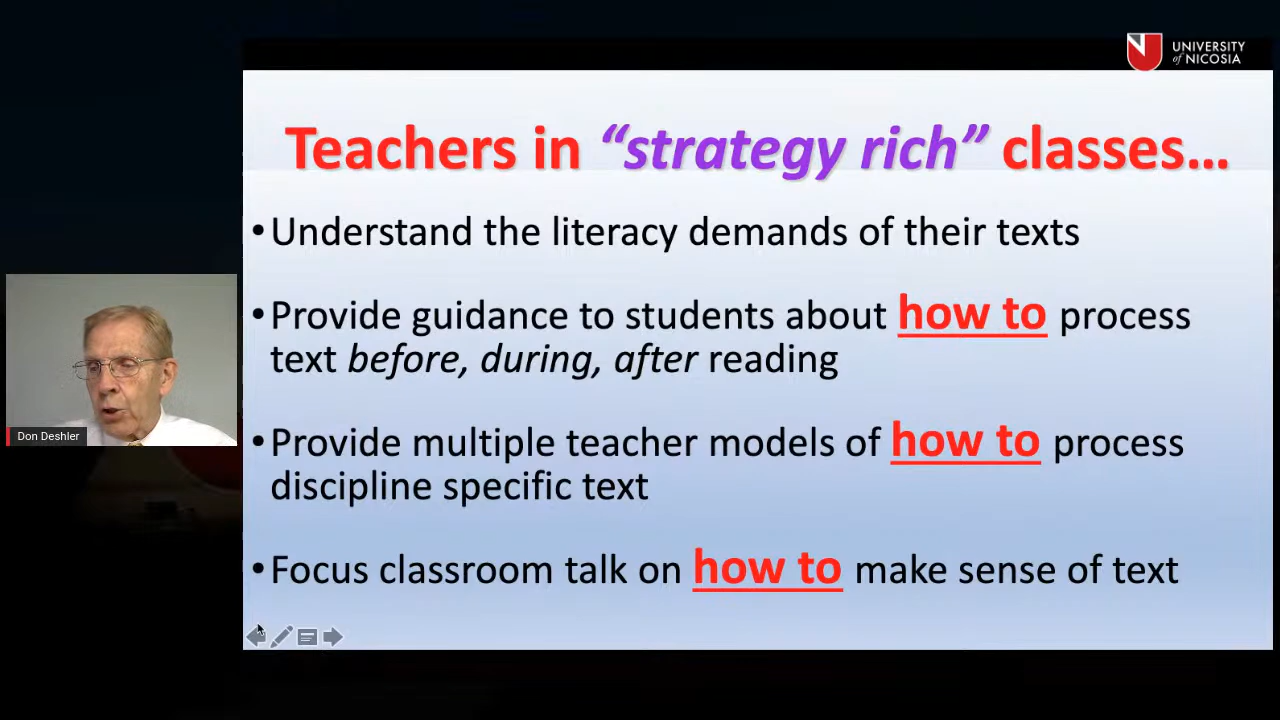 UNIVERSITY
of NICOSIA
Teachers in “strategy rich” classes…
•Understand the literacy demands of their texts
•Provide guidance to students about how to process
text before, during, after reading
•Provide multiple teacher models of how to process
discipline specific text
•Focus classroom talk on how to make sense of text
Don Deshler